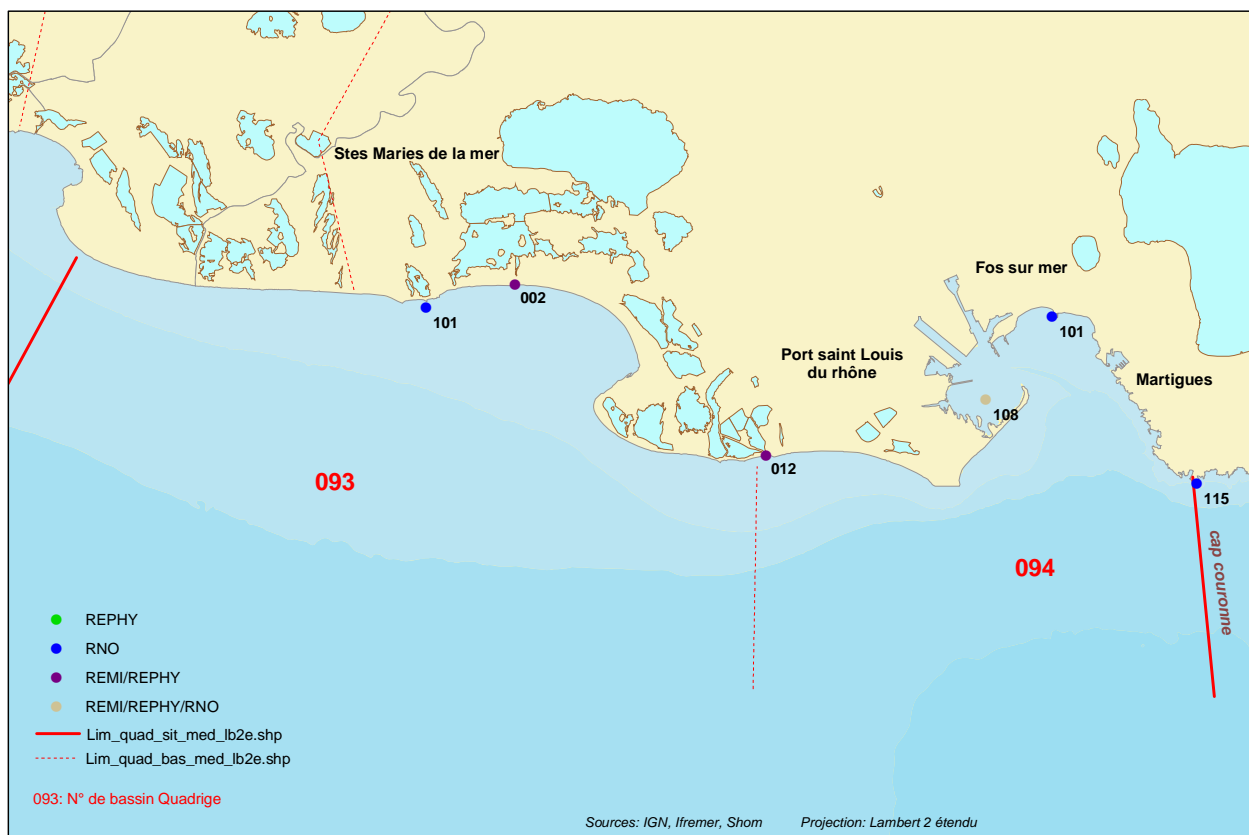 Stes Maries de la mer
Fos sur mer
002
101
101
Port saint Louis
du rhône
Martigues
108
012
093
115
094
cap couronne
REPHY
RNO
REMI/REPHY
REMI/REPHY/RNO
Lim_quad_sit_med_lb2e.shp
Lim_quad_bas_med_lb2e.shp
093: N° de bassin Quadrige
Sources: IGN, Ifremer, Shom Projection: Lambert 2 étendu